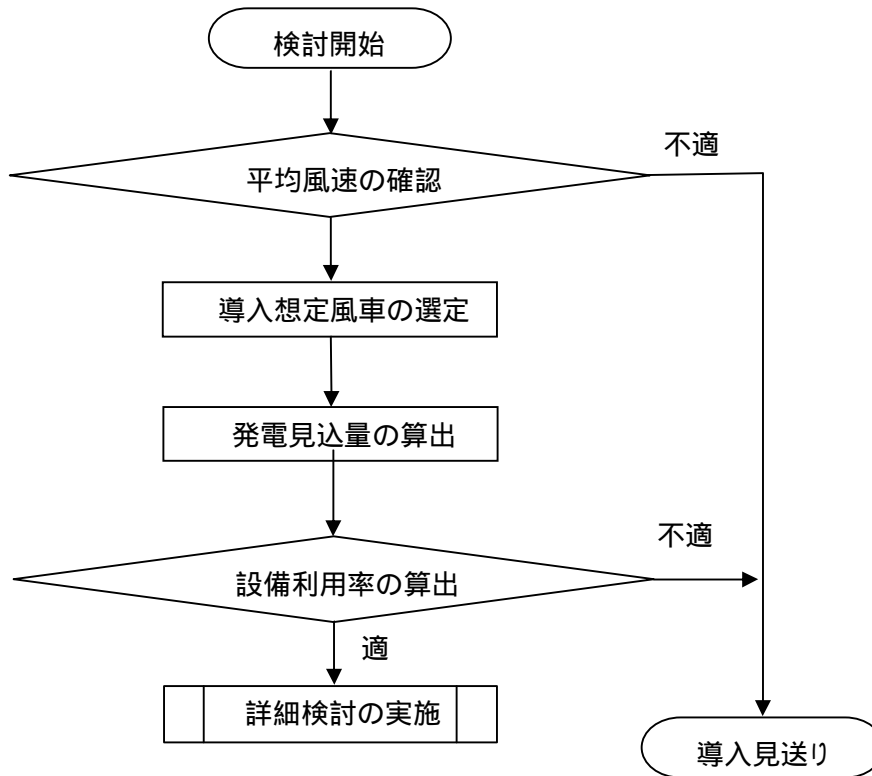 検討開始
不適
平均風速の確認
導入想定風車の選定
発電見込量の算出
不適
設備利用率の算出
適
詳細検討の実施
導入見送り